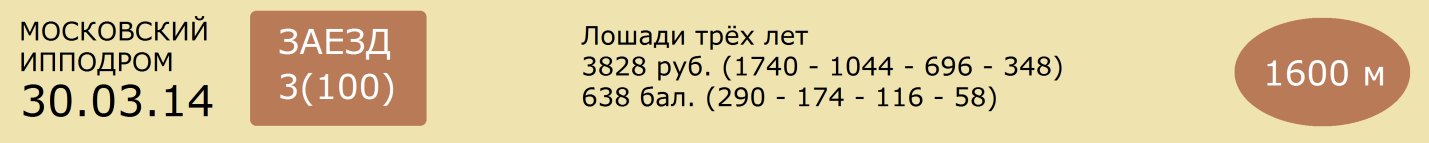 МОСКОВСКИЙ
ИППОДРОМ
30.03.14
ЗАЕЗД
3(100)
Лошади трёх лет
3828 руб. (1740 - 1044 - 696 - 348)
638 бал. (290 - 174 - 116 - 58)
1600 м